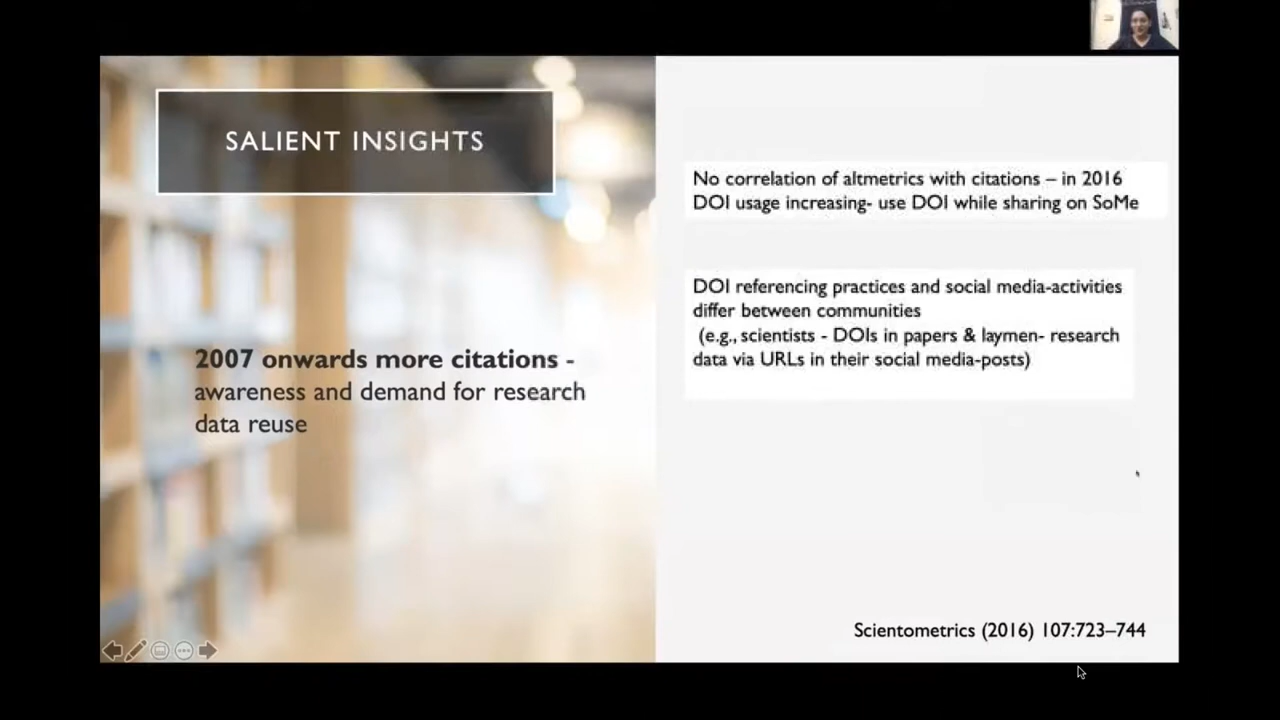 SALIENT INSIGHTS
2007 onwards more citations -
awareness and demand for research
data reuse
No correlation of altmetrics with citations – in 2016
DOI usage increasing- use DOI while sharing on SoMe
DOI referencing practices and social media-activities
differ between communities
(e.g., scientists - DOIs in papers & laymen- research
data via URLs in their social media-posts)
Scientometrics (2016) 107:723–744